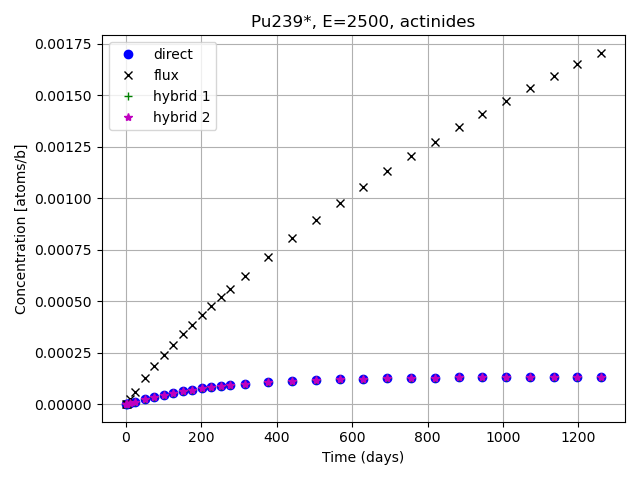 Pu239*, E=2500, actinides
direct
flux
hybrid 1
hybrid 2
Concentration [atoms/b]
0.00175
0.00150
0.00125
0.00100
0.00075
0.00050
0.00025
0.00000
0 200 400 600 800 1000 1200
Time (days)